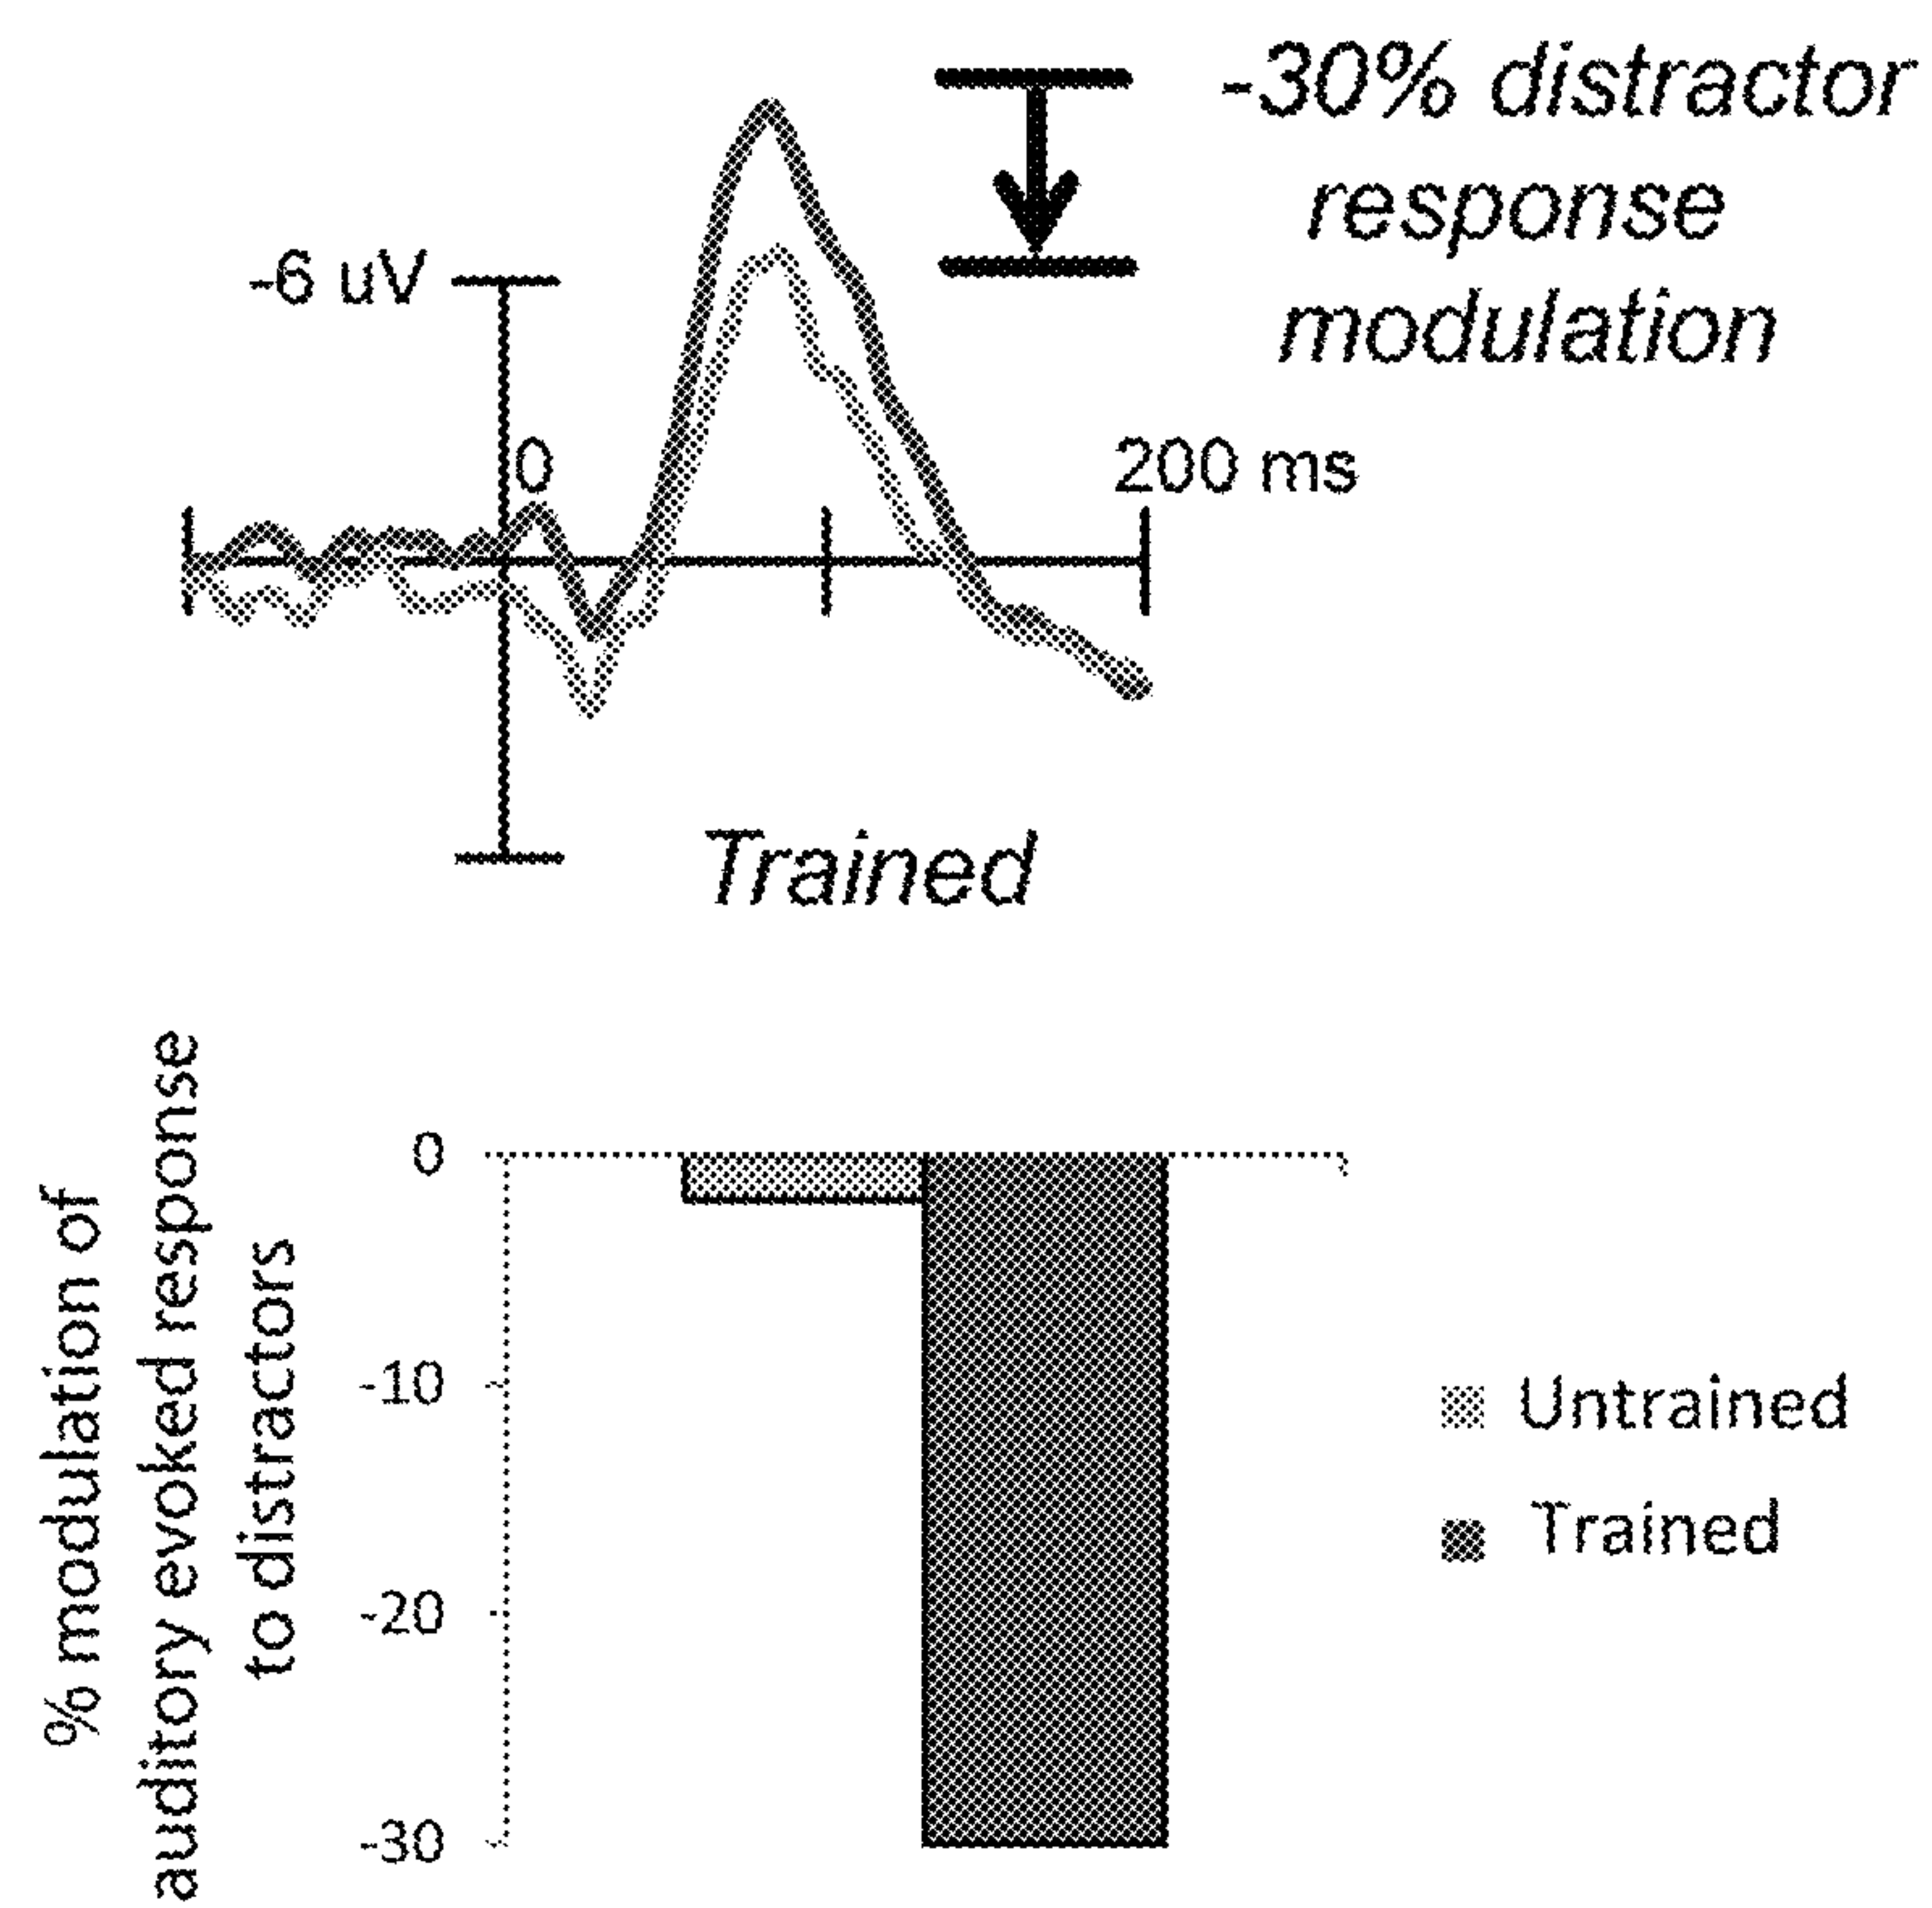 -30% distractor
response
modulation
-6 uV
0
200 ms
Trained
% modulation of
auditory evoked response
to distractors
0
-10
-20
-30
Untrained
Trained